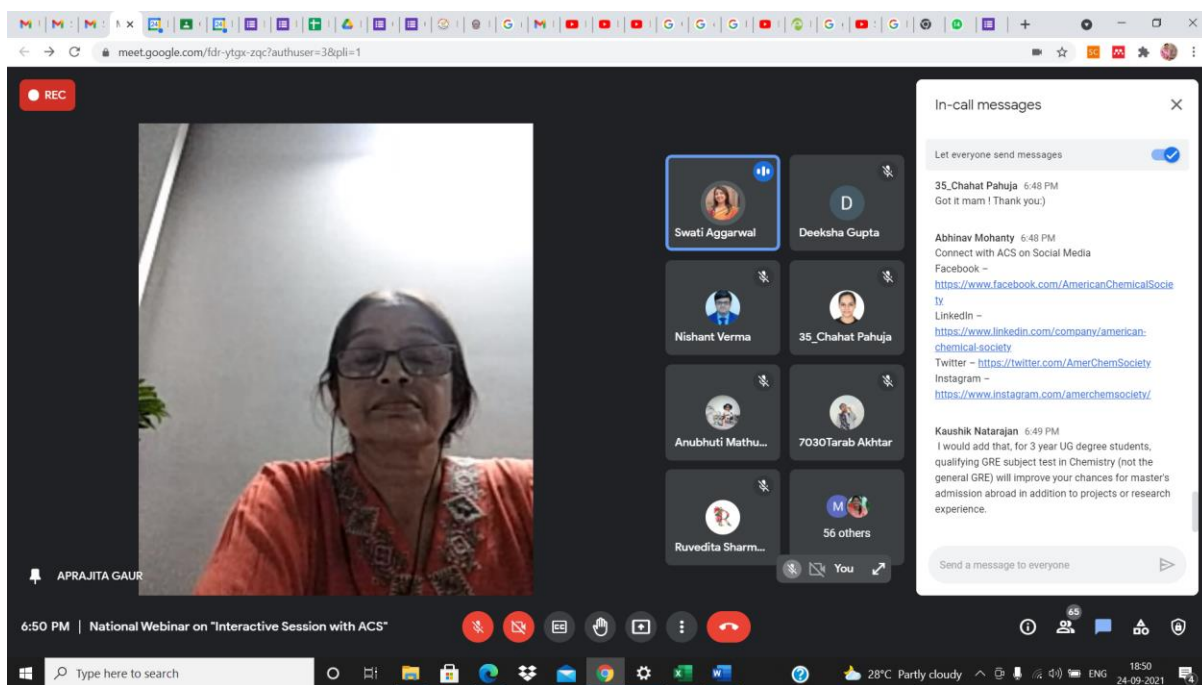 meet.google.com/fdr-ytgx-zqc?authuser=3&pli=1
REC
APRAJITA GAUR
Swati Aggarwal
D
Deeksha Gupta
Nishant Verma
35_Chahat Pahuja
Anubhuti Mathu...
7030Tarab Akhtar
R
Ruvedita Sharm...
M
56 others
You
In-call messages
Let everyone send messages
35_Chahat Pahuja 6:48 PM
Got it mam ! Thank you:)
Abhinav Mohanty 6:48 PM
Connect with ACS on Social Media
Facebook –
https://www.facebook.com/AmericanChemicalSocie
ty
LinkedIn –
https://www.linkedin.com/company/american-
chemical-society
Twitter – https://twitter.com/AmerChemSociety
Instagram –
https://www.instagram.com/amerchemsociety/
Kaushik Natarajan 6:49 PM
I would add that, for 3 year UG degree students,
qualifying GRE subject test in Chemistry (not the
general GRE) will improve your chances for master's
admission abroad in addition to projects or research
experience.
Send a message to everyone
6:50 PM | National Webinar on "Interactive Session with ACS"
65
Type here to search
28°C Partly cloudy
ENG
18:50
24-09-2021